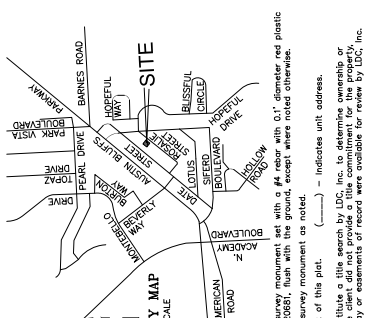 PARKWAY
BARNES ROAD
BOULEVARD
PARK VISTA
DRIVE
TOPAZ
DRIVE
PEARL DRIVE
HOPEFUL
WAY
SITE
BLISSFUL
CIRCLE
HOPEFUL
DRIVE
AUSTIN BLUFFS
STREET
ROSALIE
STREET
LOTUS
SIFERD
BOULEVARD
DATE
HOLLOW
ROAD
BURTON
WAY
BEVERLY
WAY
MONTEBELLO
N.
ACADEMY
BOULEVARD
MERICAN
ROAD
Y MAP
CALE
survey monument set with a #4 rebar with 0.1' diameter red plastic
20681, flush with the ground, except where noted otherwise.
survey monument as noted.
of this plat. (____) – indicates unit address.
titute a title search by LDC, Inc. to determine ownership or
e client did not provide a title commitment for the property,
y or easements of record were available for review by LDC, Inc.